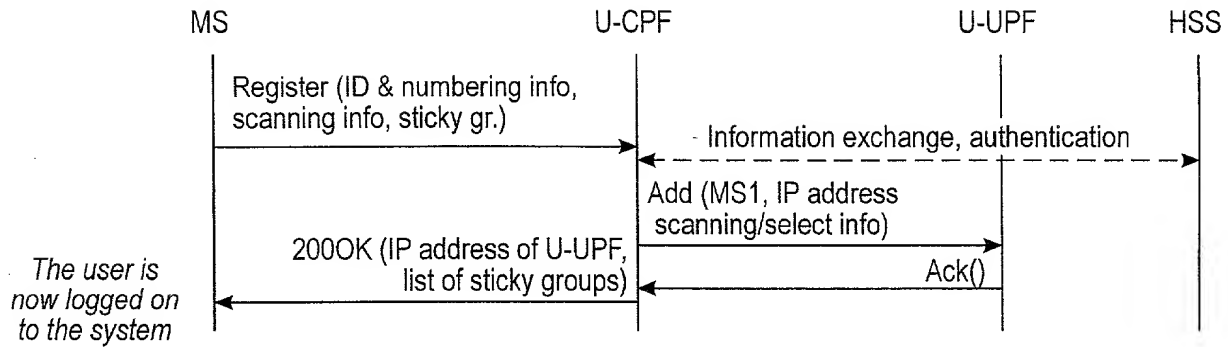 MS
U-CPF
U-UPF
HSS
Register (ID & numbering info,
scanning info, sticky gr.)
Information exchange, authentication
Add (MS1, IP address
scanning/select info)
200OK (IP address of U-UPF,
list of sticky groups)
Ack()
The user is
now logged on
to the system